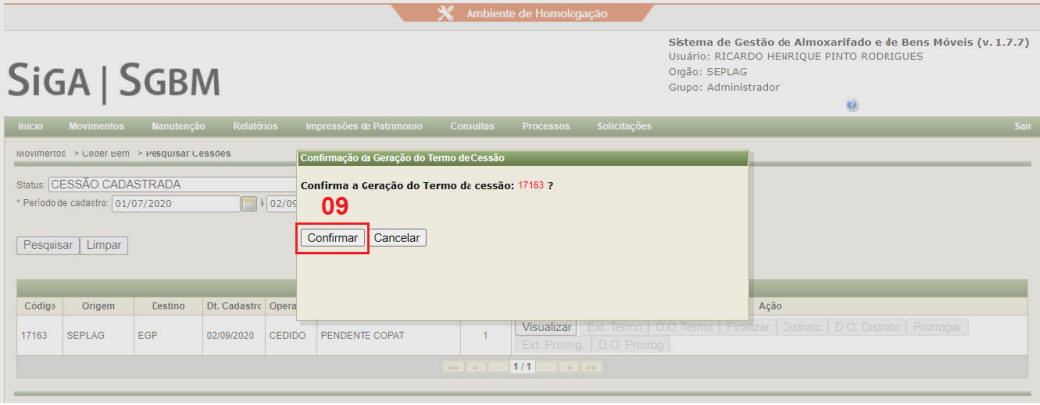 Ambiente de Homologação
Sistema de Gestão de Almoxarifado e de Bens Móveis (v. 1.7.7)
SIGA | SGBM
Usuário: RICARDO HENRIQUE PINTO RODRIGUES
Orgão: SEPLAG
Grupo: Administrador
Inicio Movimentos Manutenção Relatórios Impressões de Patrimonio Consultas Processos Solicitações Sair
Movimentos > Ceder Bem > Pesquisar Cessões
Confirmação da Geração do Termo de Cessão
Status: CESSÃO CADASTRADA
Confirma a Geração do Termo de cessão: 17163 ?
* Período de cadastro: 01/07/2020 à 02/09
09
Confirmar Cancelar
Pesquisar Limpar
Código Origem Destino Dt. Cadastro Opera Ação
17163 SEPLAG EGP 02/09/2020 CEDIDO PENDENTE COPAT 1 Visualizar Ext. Termo D.O. Termo Finalizar Distrato D.O. Distrato Prorrogar
Ext. Prorrog. D.O. Prorrog
«« « 1 / 1 » »»